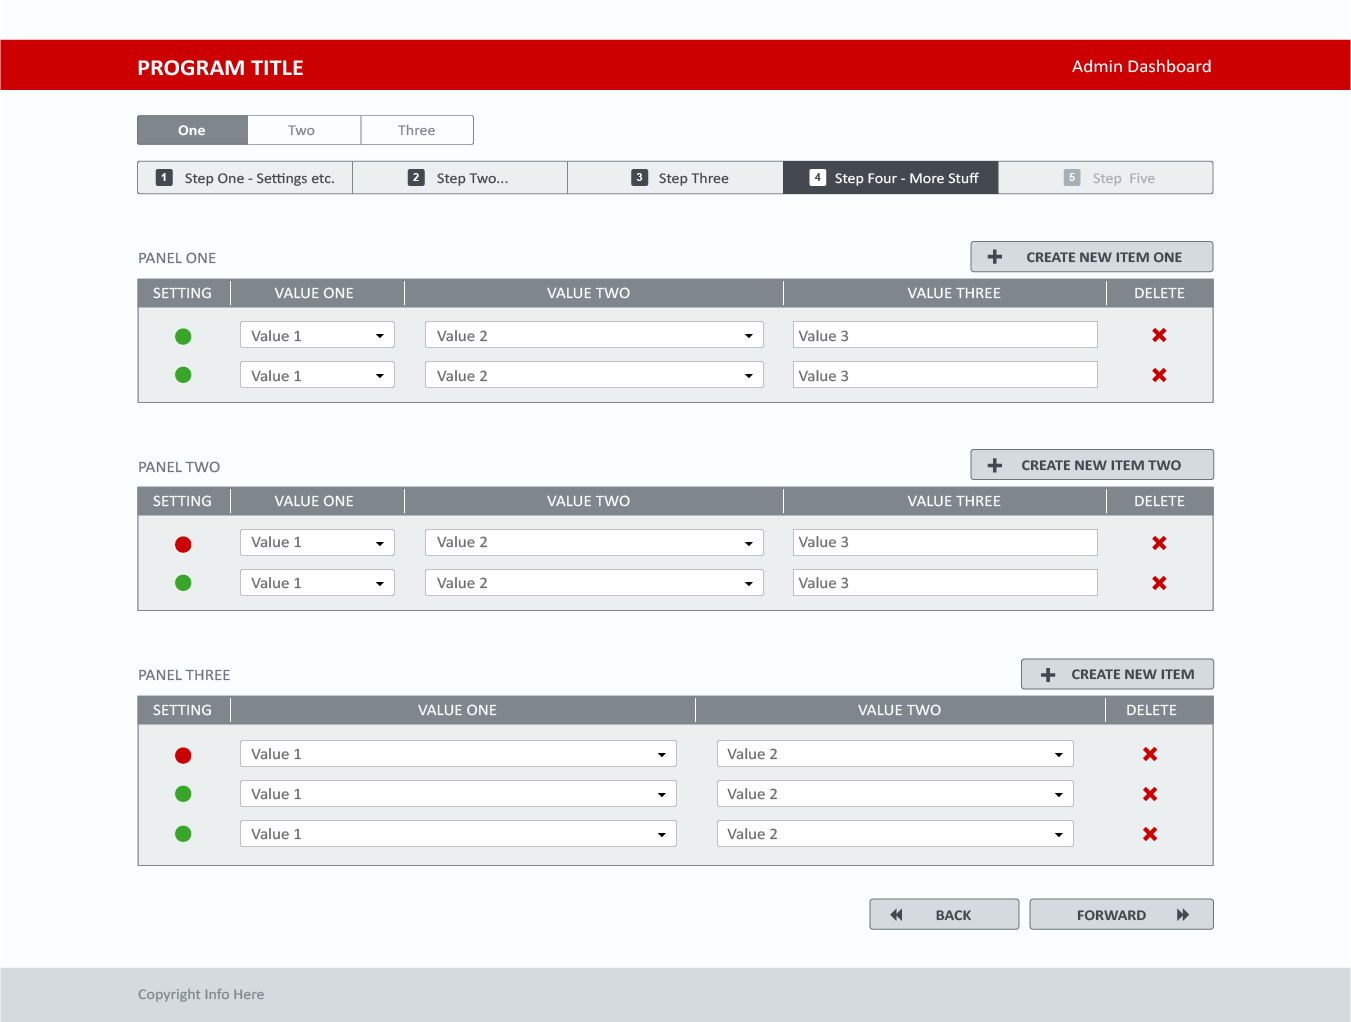 PROGRAM TITLE Admin Dashboard
One Two Three
1 Step One - Settings etc. 2 Step Two... 3 Step Three 4 Step Four - More Stuff 5 Step Five
PANEL ONE CREATE NEW ITEM ONE
SETTING VALUE ONE VALUE TWO VALUE THREE DELETE
Value 1 Value 2 Value 3
Value 1 Value 2 Value 3
PANEL TWO CREATE NEW ITEM TWO
SETTING VALUE ONE VALUE TWO VALUE THREE DELETE
Value 1 Value 2 Value 3
Value 1 Value 2 Value 3
PANEL THREE CREATE NEW ITEM
SETTING VALUE ONE VALUE TWO DELETE
Value 1 Value 2
Value 1 Value 2
Value 1 Value 2
BACK FORWARD
Copyright Info Here